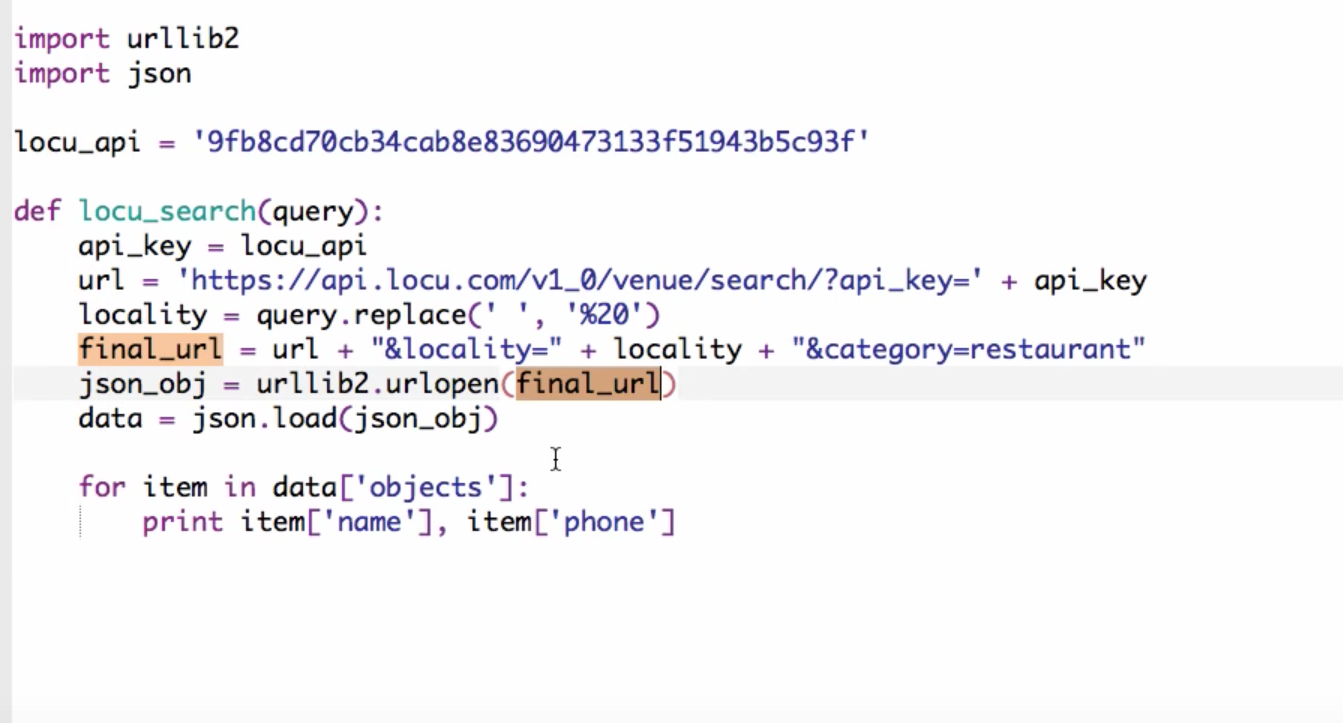 import urllib2
import json
locu_api = '9fb8cd70cb34cab8e83690473133f51943b5c93f'
def locu_search(query):
    api_key = locu_api
    url = 'https://api.locu.com/v1_0/venue/search/?api_key=' + api_key
    locality = query.replace(' ', '%20')
    final_url = url + "&locality=" + locality + "&category=restaurant"
    json_obj = urllib2.urlopen(final_url)
    data = json.load(json_obj)
    for item in data['objects']:
        print item['name'], item['phone']